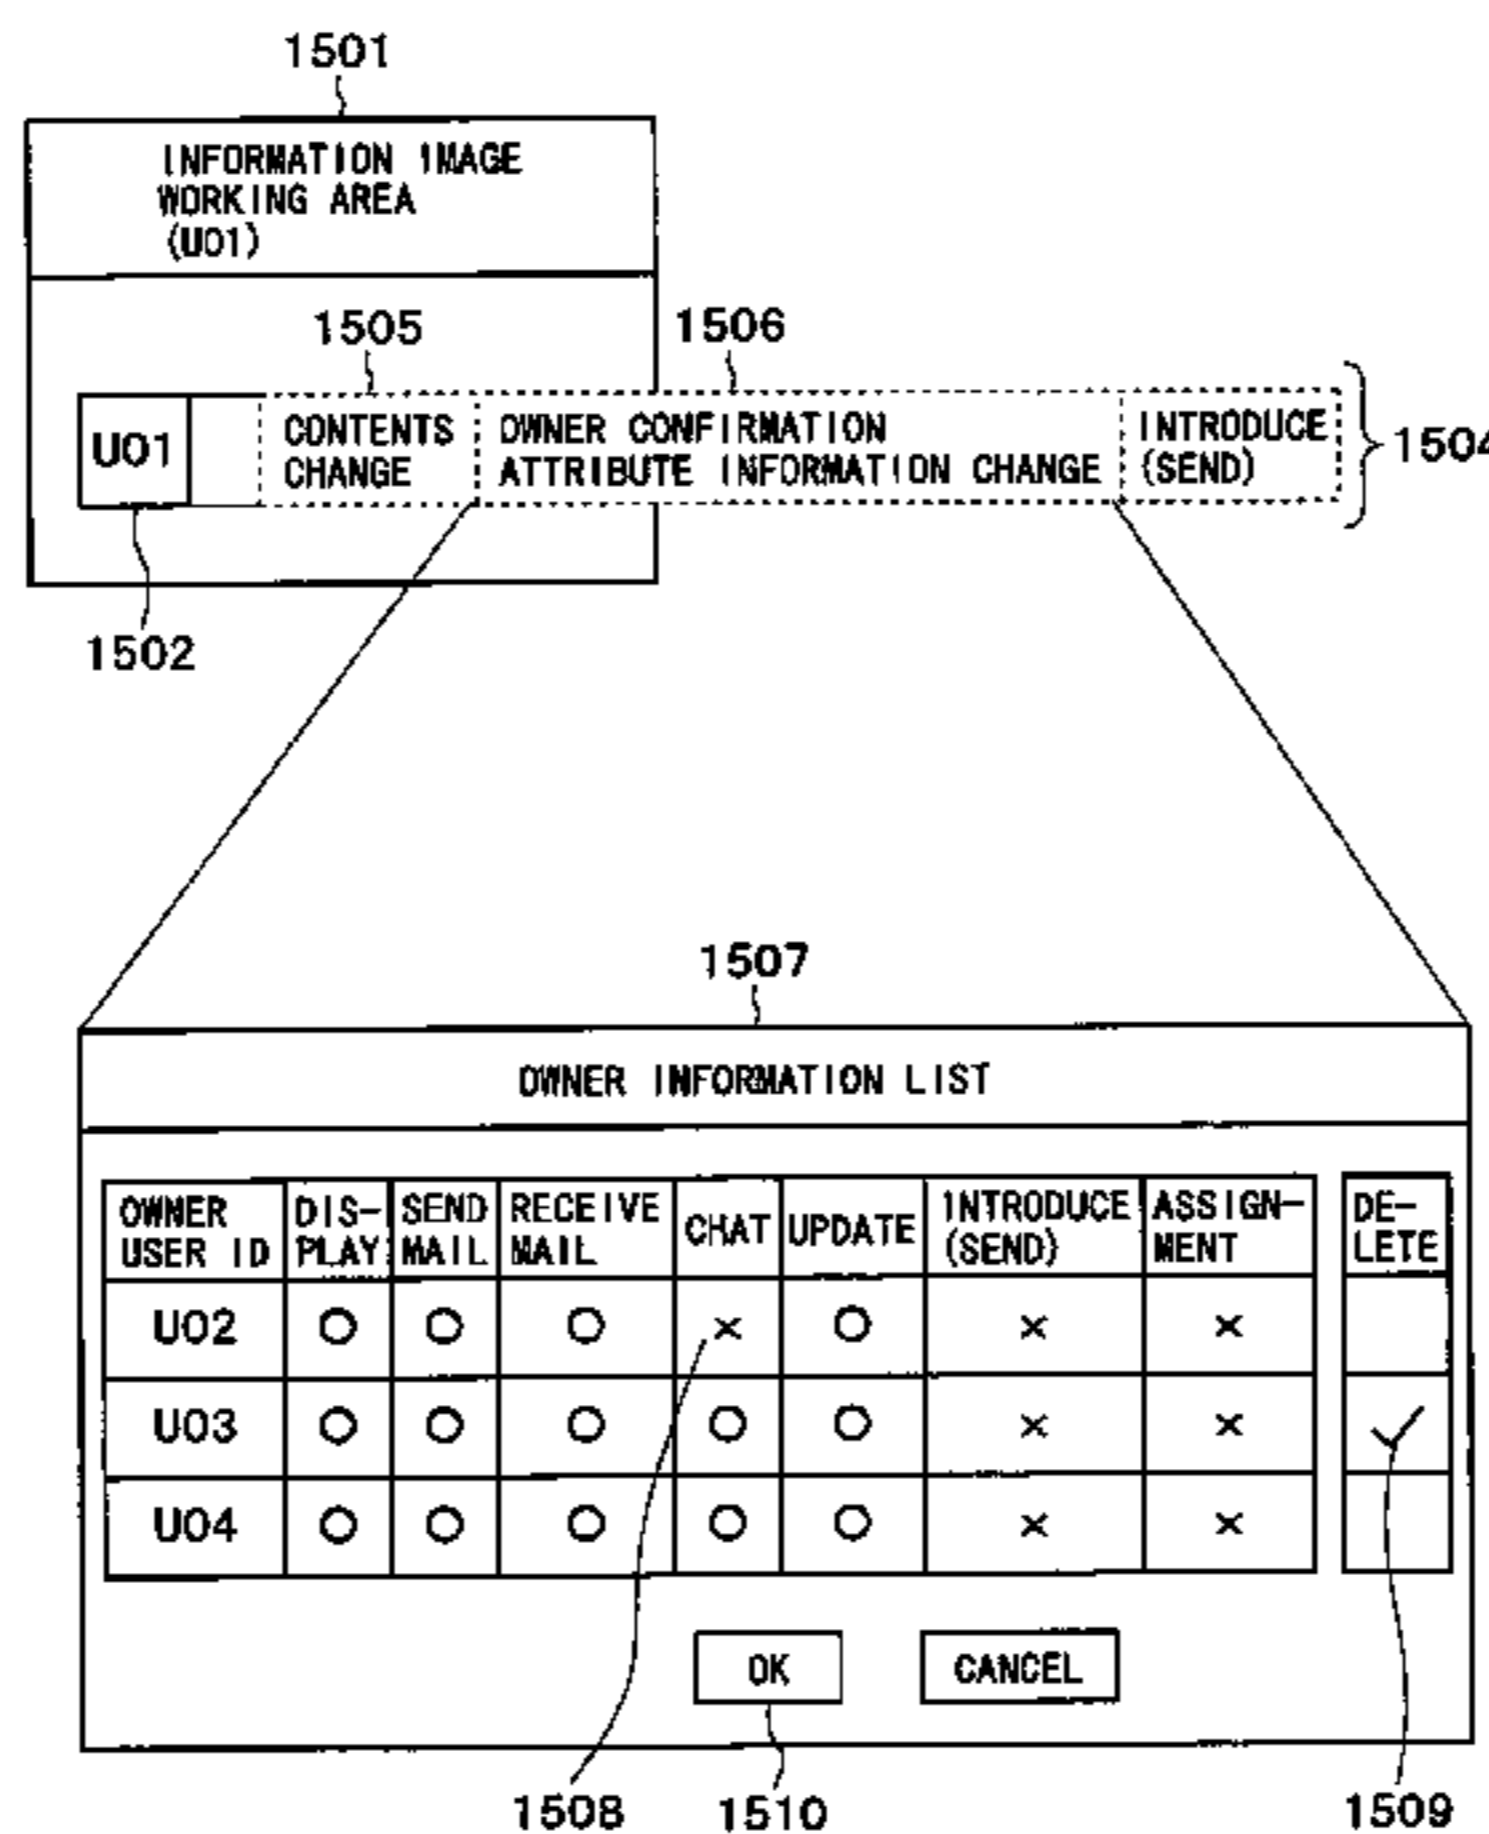 1501
INFORMATION IMAGE
WORKING AREA
(U01)
1505
1506
U01
CONTENTS
CHANGE
OWNER CONFIRMATION
ATTRIBUTE INFORMATION CHANGE
INTRODUCE
(SEND)
1504
1502
1507
OWNER INFORMATION LIST
OWNER
USER ID
DIS-
PLAY
SEND
MAIL
RECEIVE
MAIL
CHAT
UPDATE
INTRODUCE
(SEND)
ASSIGN-
MENT
DE-
LETE
U02 ○ ○ ○ × ○ × ×
U03 ○ ○ ○ ○ ○ × × ✓
U04 ○ ○ ○ ○ ○ × ×
OK
CANCEL
1508
1510
1509